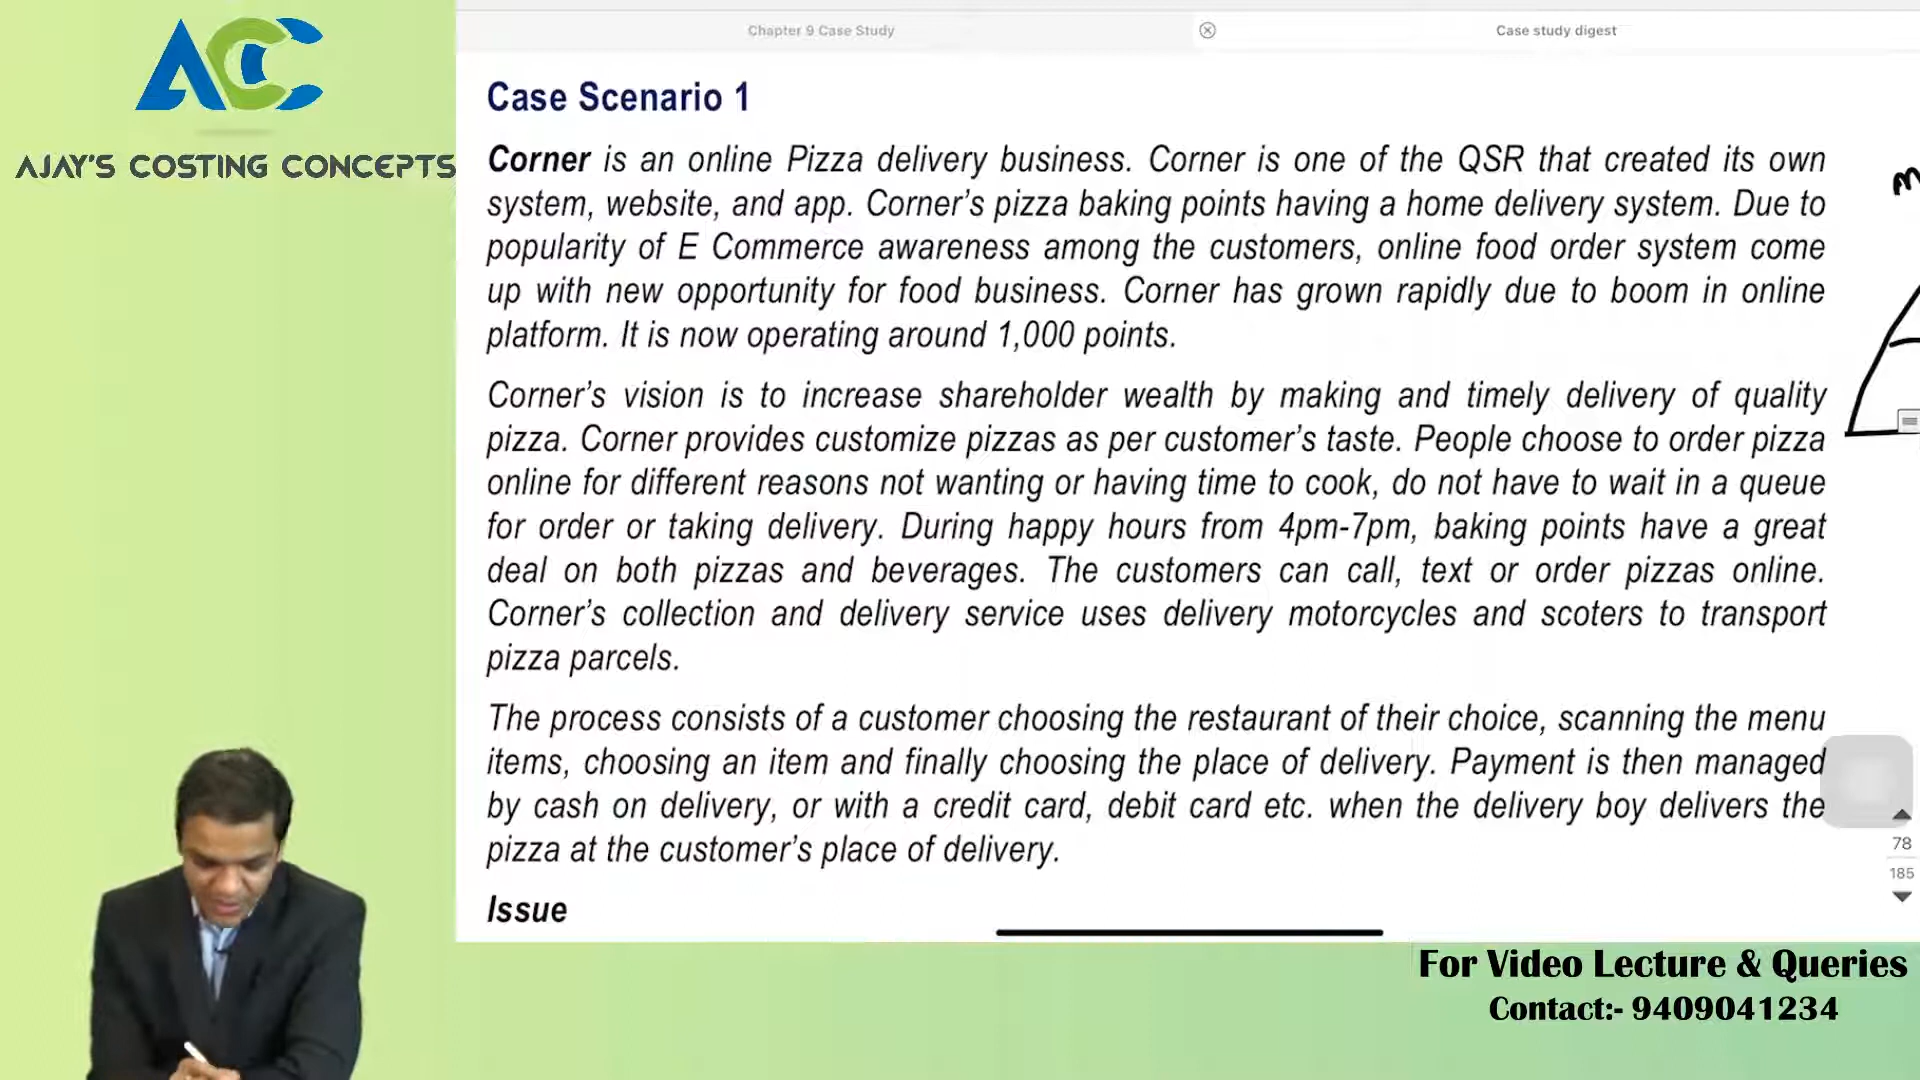 ACC
AJAY'S COSTING CONCEPTS
Chapter 9 Case Study
Case study digest
Case Scenario 1
Corner is an online Pizza delivery business. Corner is one of the QSR that created its own
system, website, and app. Corner's pizza baking points having a home delivery system. Due to
popularity of E Commerce awareness among the customers, online food order system come
up with new opportunity for food business. Corner has grown rapidly due to boom in online
platform. It is now operating around 1,000 points.
Corner's vision is to increase shareholder wealth by making and timely delivery of quality
pizza. Corner provides customize pizzas as per customer's taste. People choose to order pizza
online for different reasons not wanting or having time to cook, do not have to wait in a queue
for order or taking delivery. During happy hours from 4pm-7pm, baking points have a great
deal on both pizzas and beverages. The customers can call, text or order pizzas online.
Corner's collection and delivery service uses delivery motorcycles and scoters to transport
pizza parcels.
The process consists of a customer choosing the restaurant of their choice, scanning the menu
items, choosing an item and finally choosing the place of delivery. Payment is then managed
by cash on delivery, or with a credit card, debit card etc. when the delivery boy delivers the
pizza at the customer's place of delivery.
Issue
78
185
For Video Lecture & Queries
Contact:- 9409041234